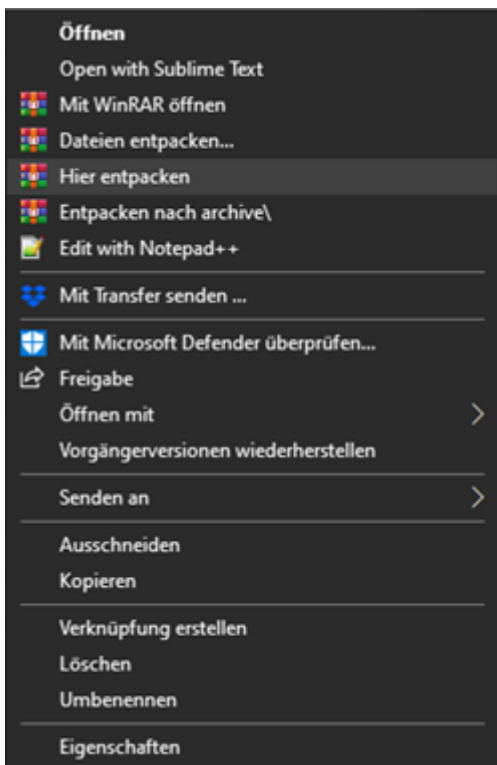 Öffnen
Open with Sublime Text
Mit WinRAR öffnen
Dateien entpacken...
Hier entpacken
Entpacken nach archive\
Edit with Notepad++
Mit Transfer senden ...
Mit Microsoft Defender überprüfen...
Freigabe
Öffnen mit
Vorgängerversionen wiederherstellen
Senden an
Ausschneiden
Kopieren
Verknüpfung erstellen
Löschen
Umbenennen
Eigenschaften